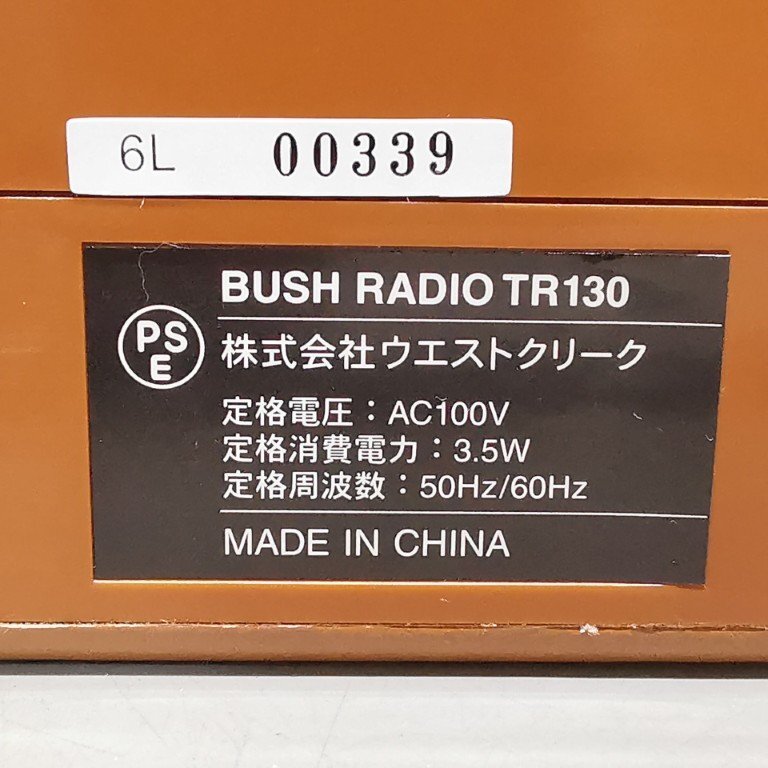 6L 00339
BUSH RADIO TR130
PS
E
株式会社ウエストクリーク
定格電圧：AC100V
定格消費電力：3.5W
定格周波数：50Hz/60Hz
MADE IN CHINA